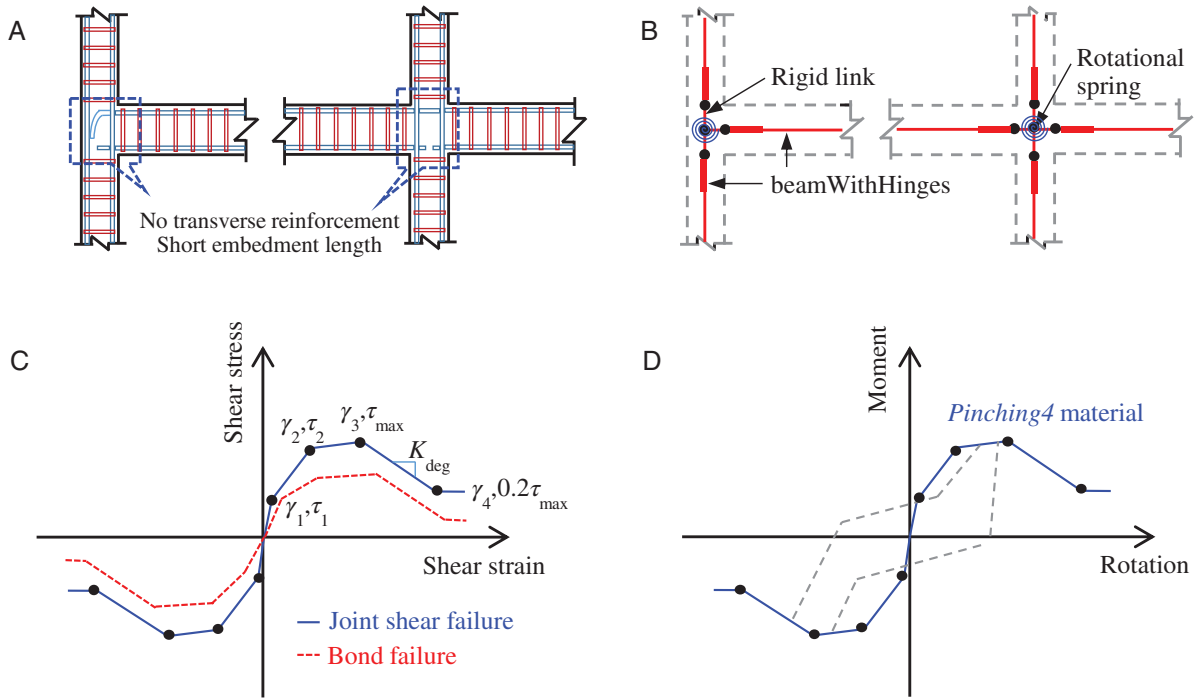 A
No transverse reinforcement
Short embedment length
B
Rigid link
Rotational
spring
beamWithHinges
C
Shear stress
γ₂,τ₂
γ₃,τmax
Kdeg
γ₄,0.2τmax
γ₁,τ₁
Shear strain
Joint shear failure
Bond failure
D
Moment
Pinching4 material
Rotation